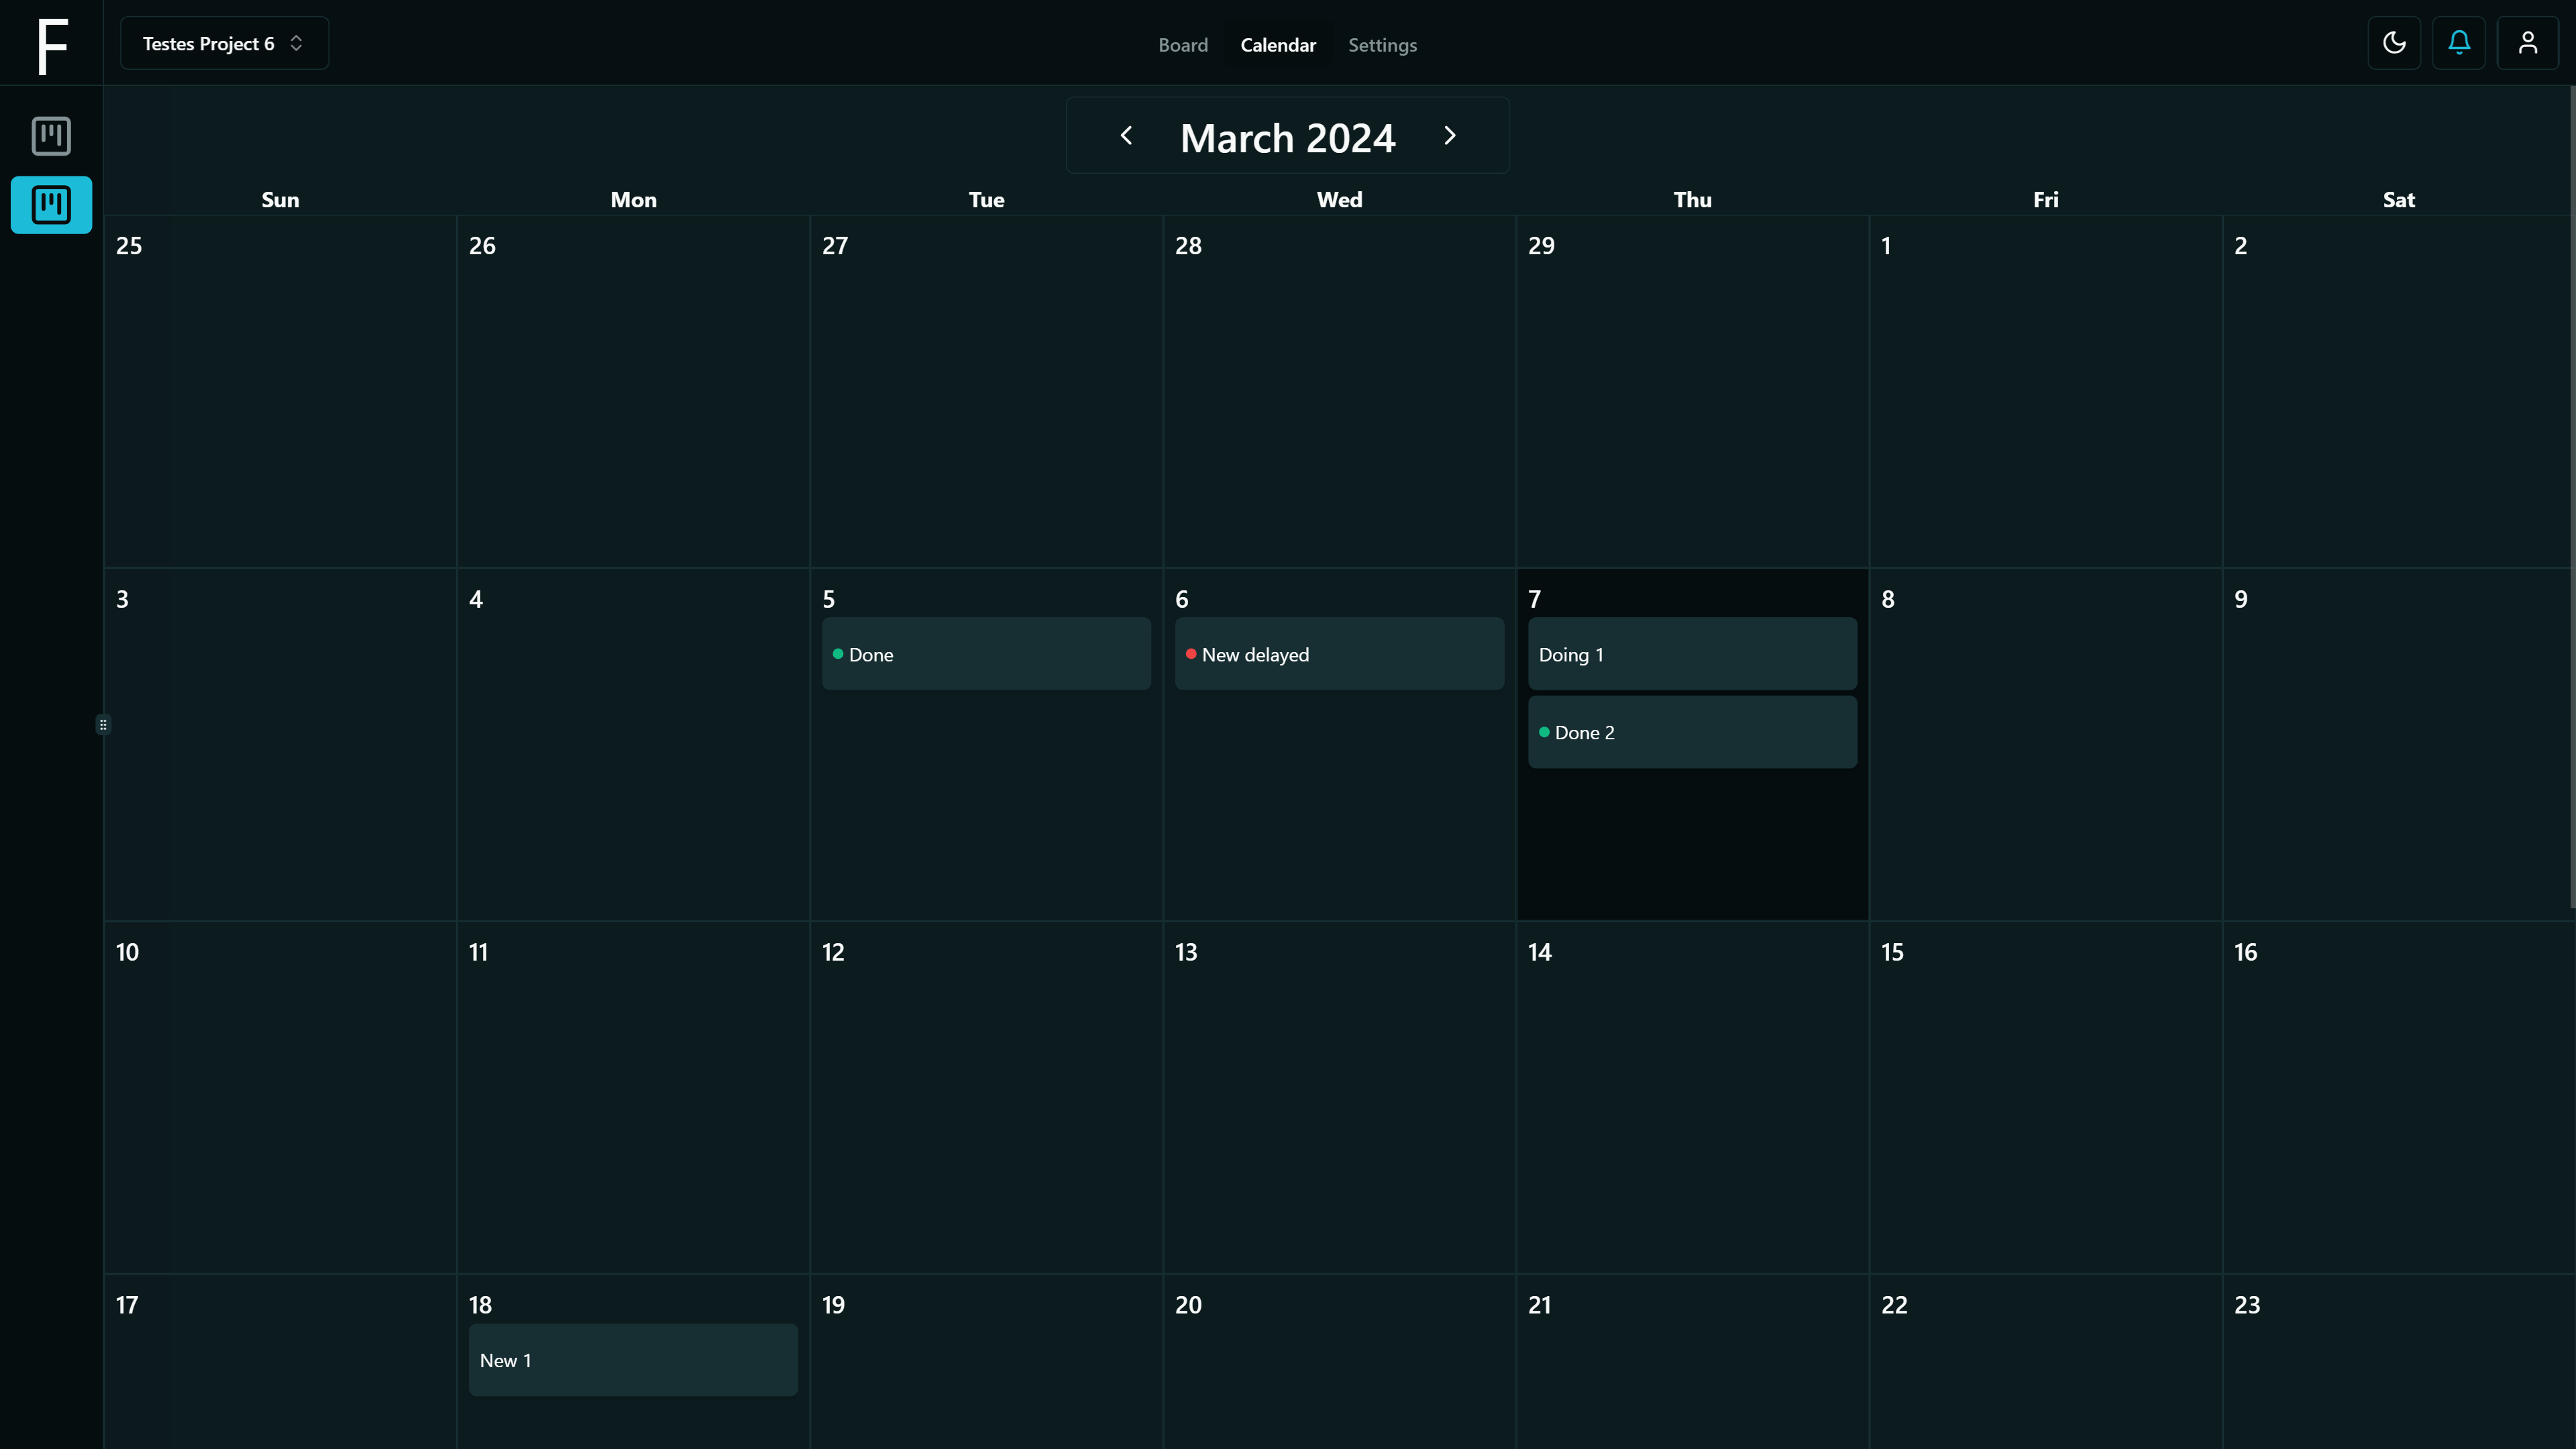 F
Testes Project 6
Board Calendar Settings
March 2024
Sun Mon Tue Wed Thu Fri Sat
25 26 27 28 29 1 2
3 4 5 6 7 8 9
Done New delayed Doing 1
Done 2
10 11 12 13 14 15 16
17 18 19 20 21 22 23
New 1